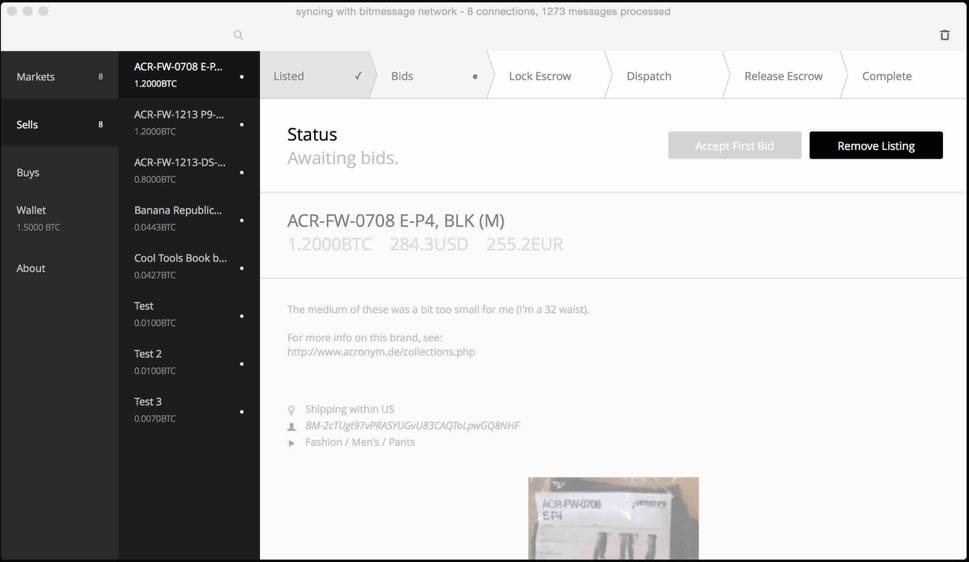 syncing with bitmessage network - 8 connections, 1273 messages processed
Markets 8
Sells 8
Buys
Wallet
1.5000 BTC
About
ACR-FW-0708 E-P...
1.2000BTC
ACR-FW-1213 P9-...
1.2000BTC
ACR-FW-1213-DS-...
0.8000BTC
Banana Republic...
0.0443BTC
Cool Tools Book b...
0.0427BTC
Test
0.0100BTC
Test 2
0.0100BTC
Test 3
0.0070BTC
Listed ✓ Bids • Lock Escrow Dispatch Release Escrow Complete
Status
Awaiting bids.
Accept First Bid Remove Listing
ACR-FW-0708 E-P4, BLK (M)
1.2000BTC 284.3USD 255.2EUR
The medium of these was a bit too small for me (i'm a 32 waist).
For more info on this brand, see:
http://www.acronym.de/collections.php
Shipping within US
BM-2cTUgt97vPRASYUGvU83CAQToLpwGQ8NHF
Fashion / Men's / Pants
ACR-FW-0708
E-P4